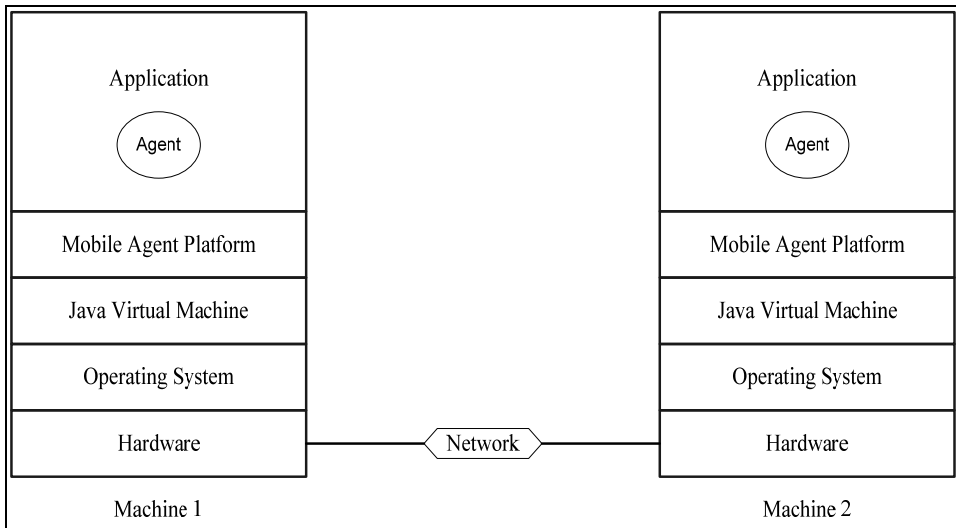 Application
Agent
Mobile Agent Platform
Java Virtual Machine
Operating System
Hardware
Machine 1
Network
Application
Agent
Mobile Agent Platform
Java Virtual Machine
Operating System
Hardware
Machine 2